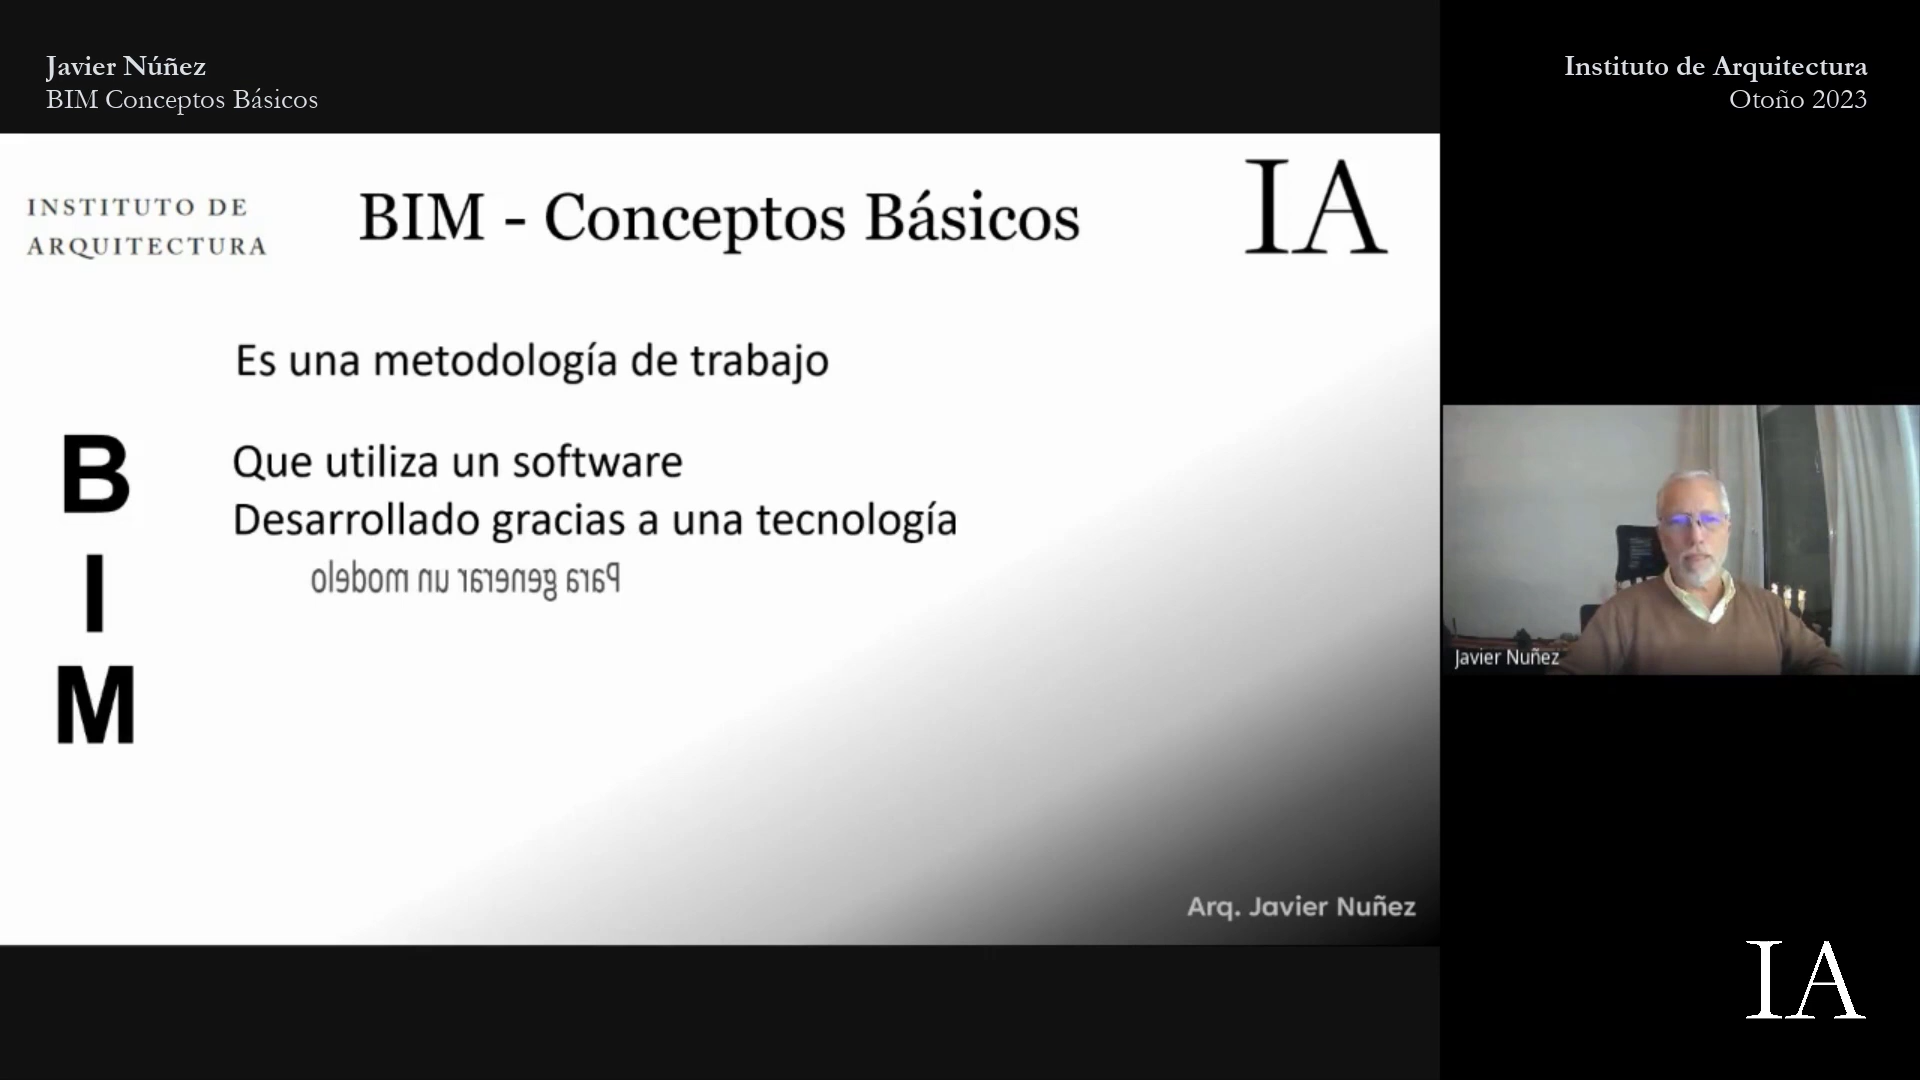 Javier Núñez
BIM Conceptos Básicos
Instituto de Arquitectura
Otoño 2023
INSTITUTO DE
ARQUITECTURA
BIM - Conceptos Básicos
IA
Es una metodología de trabajo
B
I
M
Que utiliza un software
Desarrollado gracias a una tecnología
Para generar un modelo
Arq. Javier Nuñez
Javier Nuñez
IA